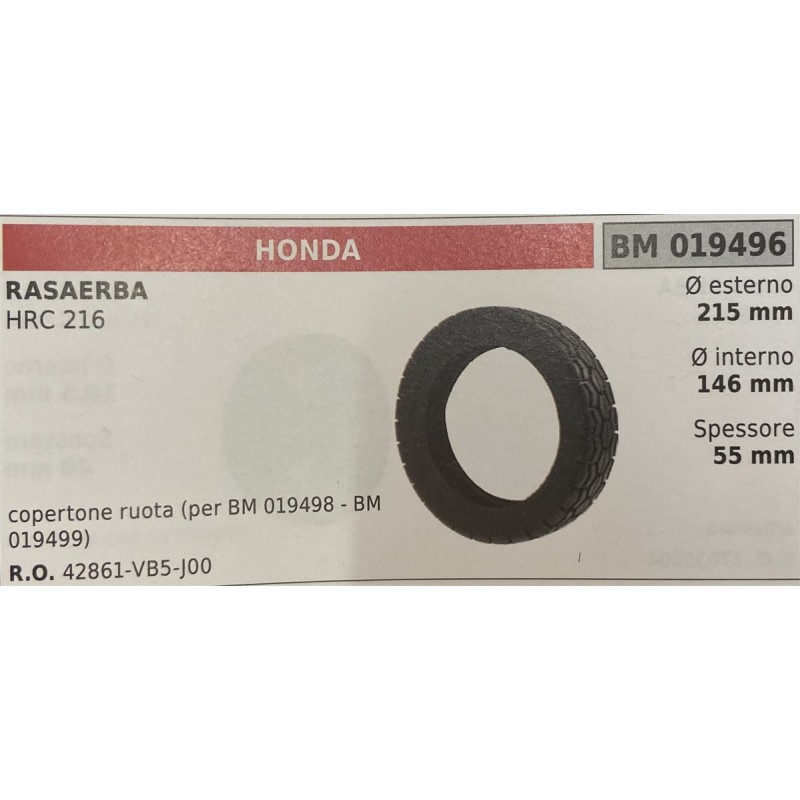 HONDA
BM 019496
RASAERBA
HRC 216
Ø esterno
215 mm
Ø interno
146 mm
Spessore
55 mm
copertone ruota (per BM 019498 - BM
019499)
R.O. 42861-VB5-J00